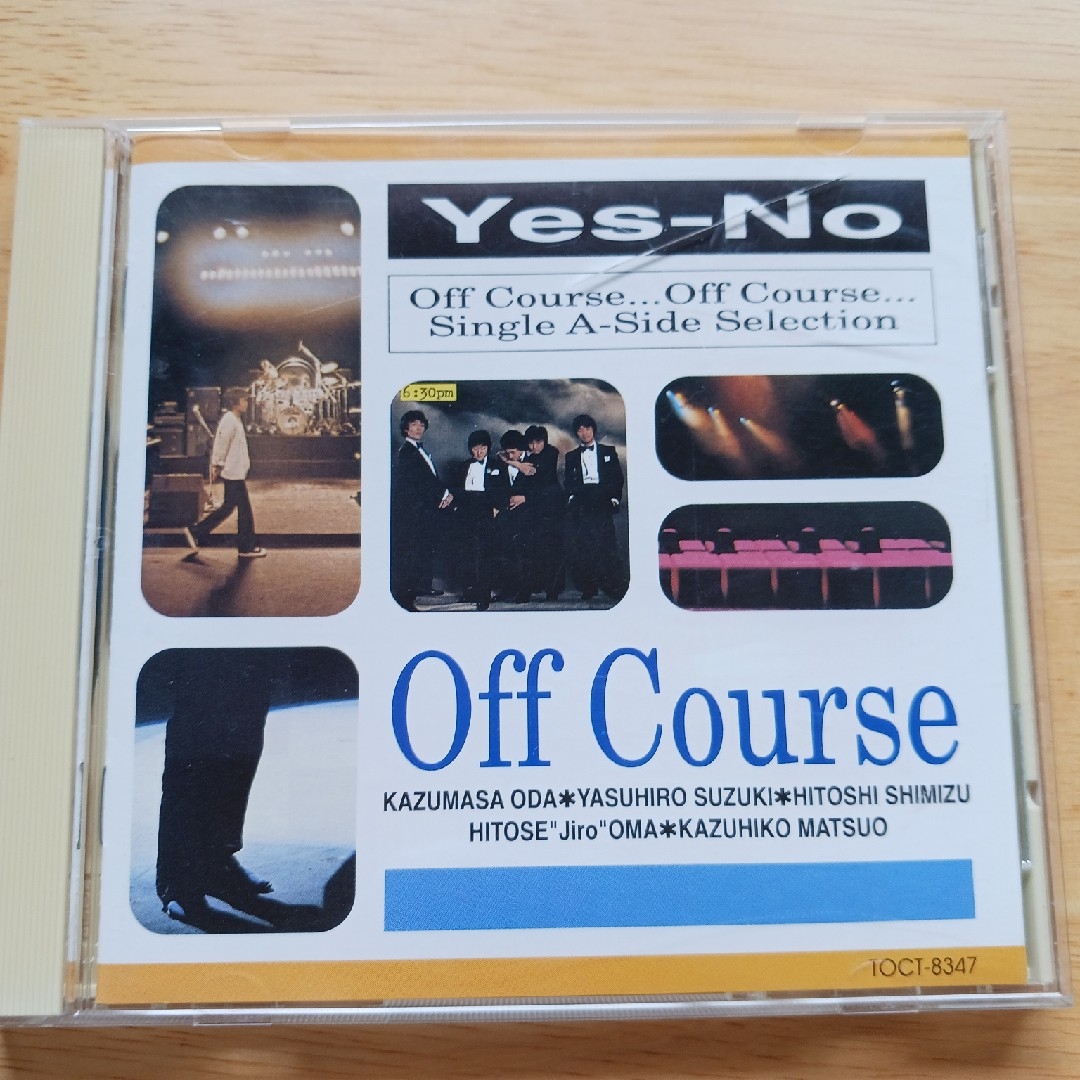 Yes-No
Off Course...Off Course...
Single A-Side Selection
6:30pm
Off Course
KAZUMASA ODA✱YASUHIRO SUZUKI✱HITOSHI SHIMIZU
HITOSE"Jiro"OMA✱KAZUHIKO MATSUO
TOCT-8347